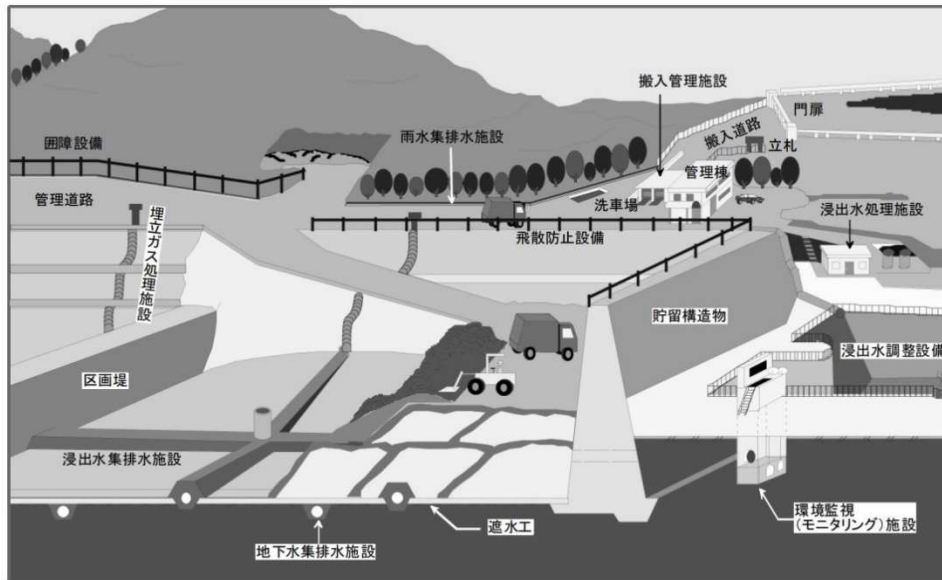 搬入管理施設
門扉
雨水集排水施設
搬入道路
立札
囲障設備
管理棟
管理道路
洗車場
浸出水処理施設
飛散防止設備
埋立ガス処理施設
貯留構造物
浸出水調整設備
区画堤
浸出水集排水施設
遮水工
環境監視
(モニタリング)施設
地下水集排水施設